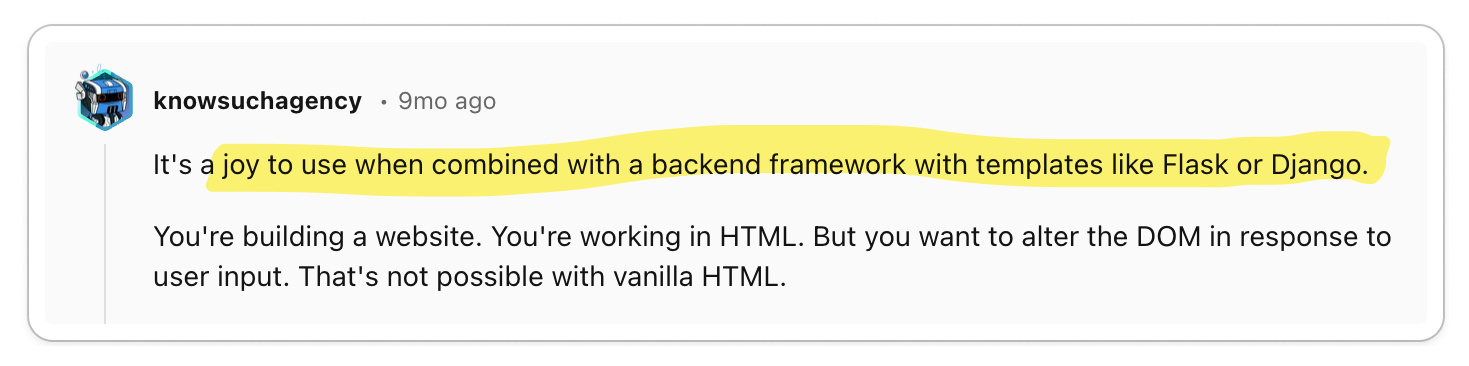 knowsuchagency • 9mo ago
It's a joy to use when combined with a backend framework with templates like Flask or Django.
You're building a website. You're working in HTML. But you want to alter the DOM in response to
user input. That's not possible with vanilla HTML.